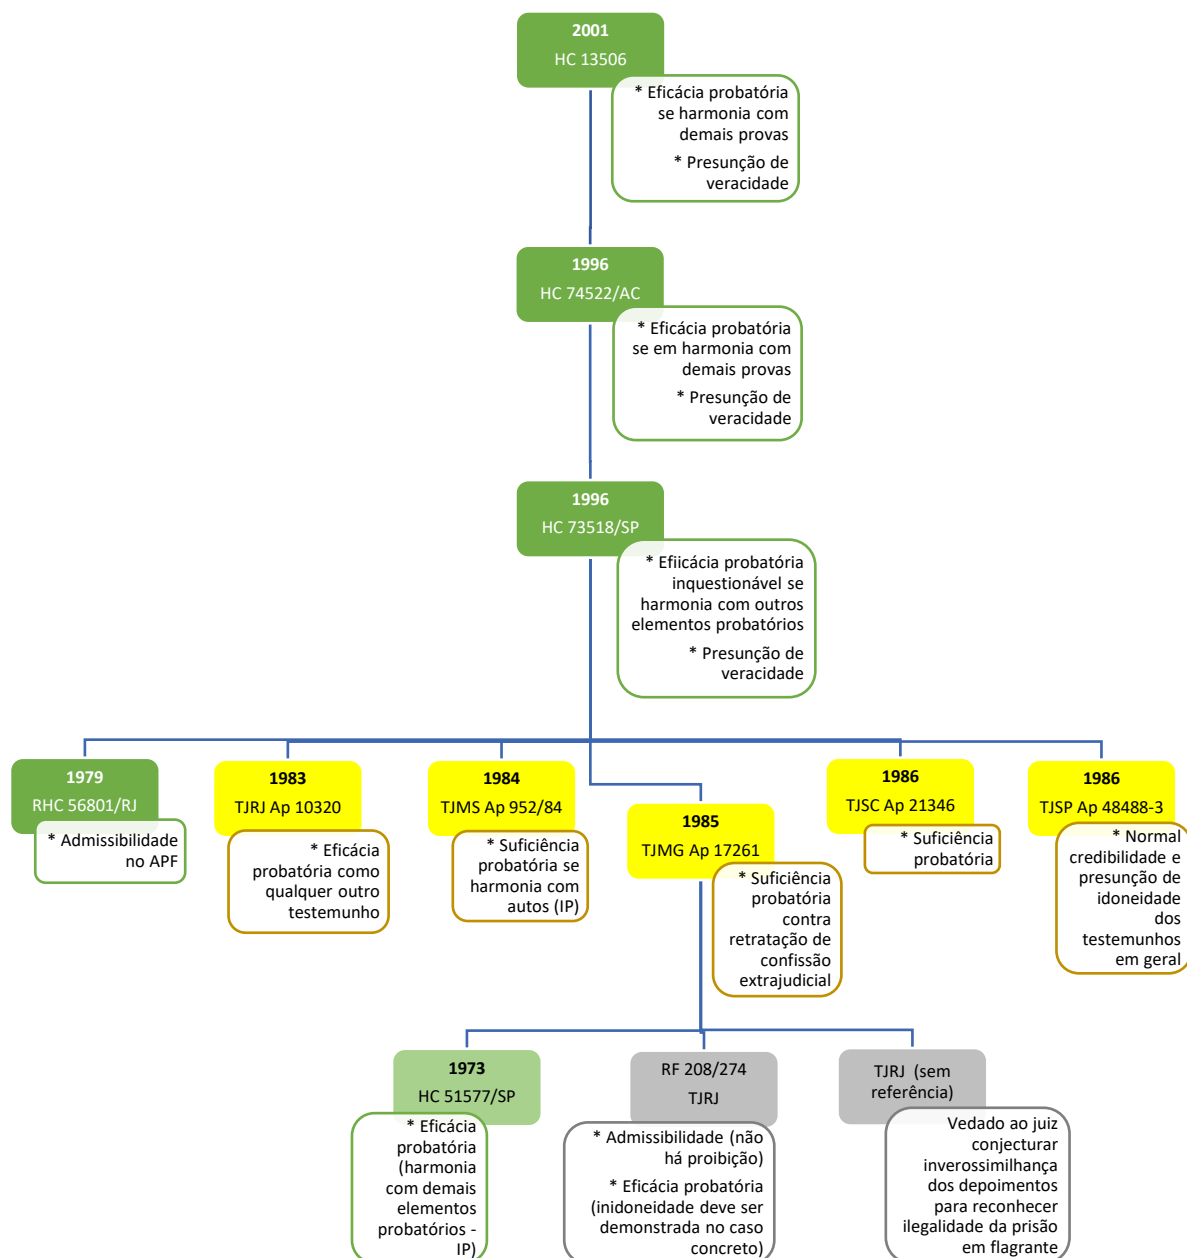 2001
HC 13506
* Eficácia probatória
se harmonia com
demais provas
* Presunção de
veracidade
1996
HC 74522/AC
* Eficácia probatória
se em harmonia com
demais provas
* Presunção de
veracidade
1996
HC 73518/SP
* Efiicácia probatória
inquestionável se
harmonia com outros
elementos probatórios
* Presunção de
veracidade
1979
RHC 56801/RJ
* Admissibilidade
no APF
1983
TJRJ Ap 10320
* Eficácia
probatória como
qualquer outro
testemunho
1984
TJMS Ap 952/84
* Suficiência
probatória se
harmonia com
autos (IP)
1985
TJMG Ap 17261
* Suficiência
probatória
contra
retratação de
confissão
extrajudicial
1986
TJSC Ap 21346
* Suficiência
probatória
1986
TJSP Ap 48488-3
* Normal
credibilidade e
presunção de
idoneidade
dos
testemunhos
em geral
1973
HC 51577/SP
* Eficácia
probatória
(harmonia
com demais
elementos
probatórios -
IP)
RF 208/274
TJRJ
* Admissibilidade (não
há proibição)
* Eficácia probatória
(inidoneidade deve ser
demonstrada no caso
concreto)
TJRJ (sem
referência)
Vedado ao juiz
conjecturar
inverossimilhança
dos depoimentos
para reconhecer
ilegalidade da prisão
em flagrante